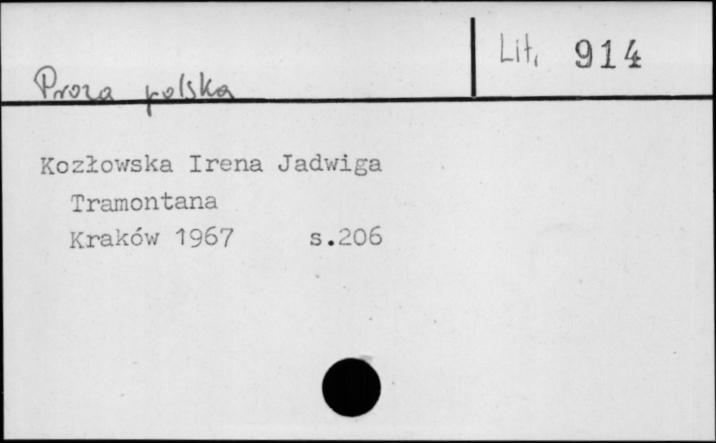 Proza polska
Lit. 914
Kozłowska Irena Jadwiga
Tramontana
Kraków 1967 s.206